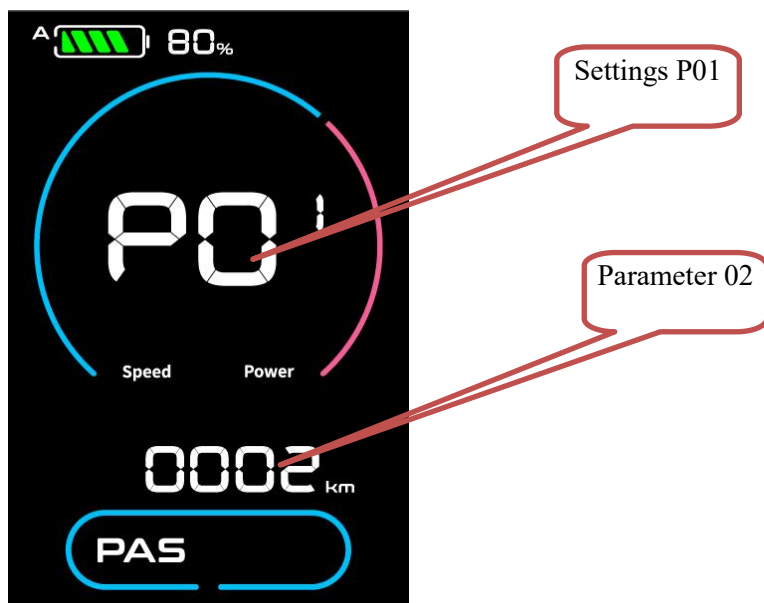 A 80%
Settings P01
P01
Parameter 02
Speed Power
0002 km
PAS